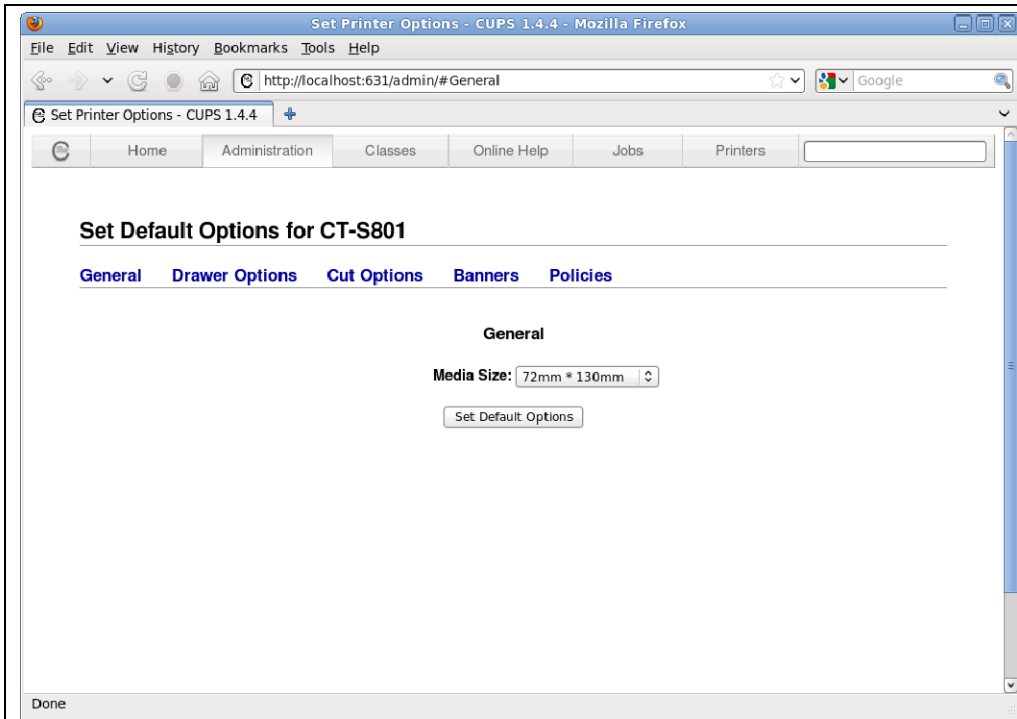 Set Printer Options - CUPS 1.4.4 - Mozilla Firefox
File Edit View History Bookmarks Tools Help
http://localhost:631/admin/#General
Google
Set Printer Options - CUPS 1.4.4
Home Administration Classes Online Help Jobs Printers
Set Default Options for CT-S801
General Drawer Options Cut Options Banners Policies
General
Media Size: 72mm * 130mm
Set Default Options
Done